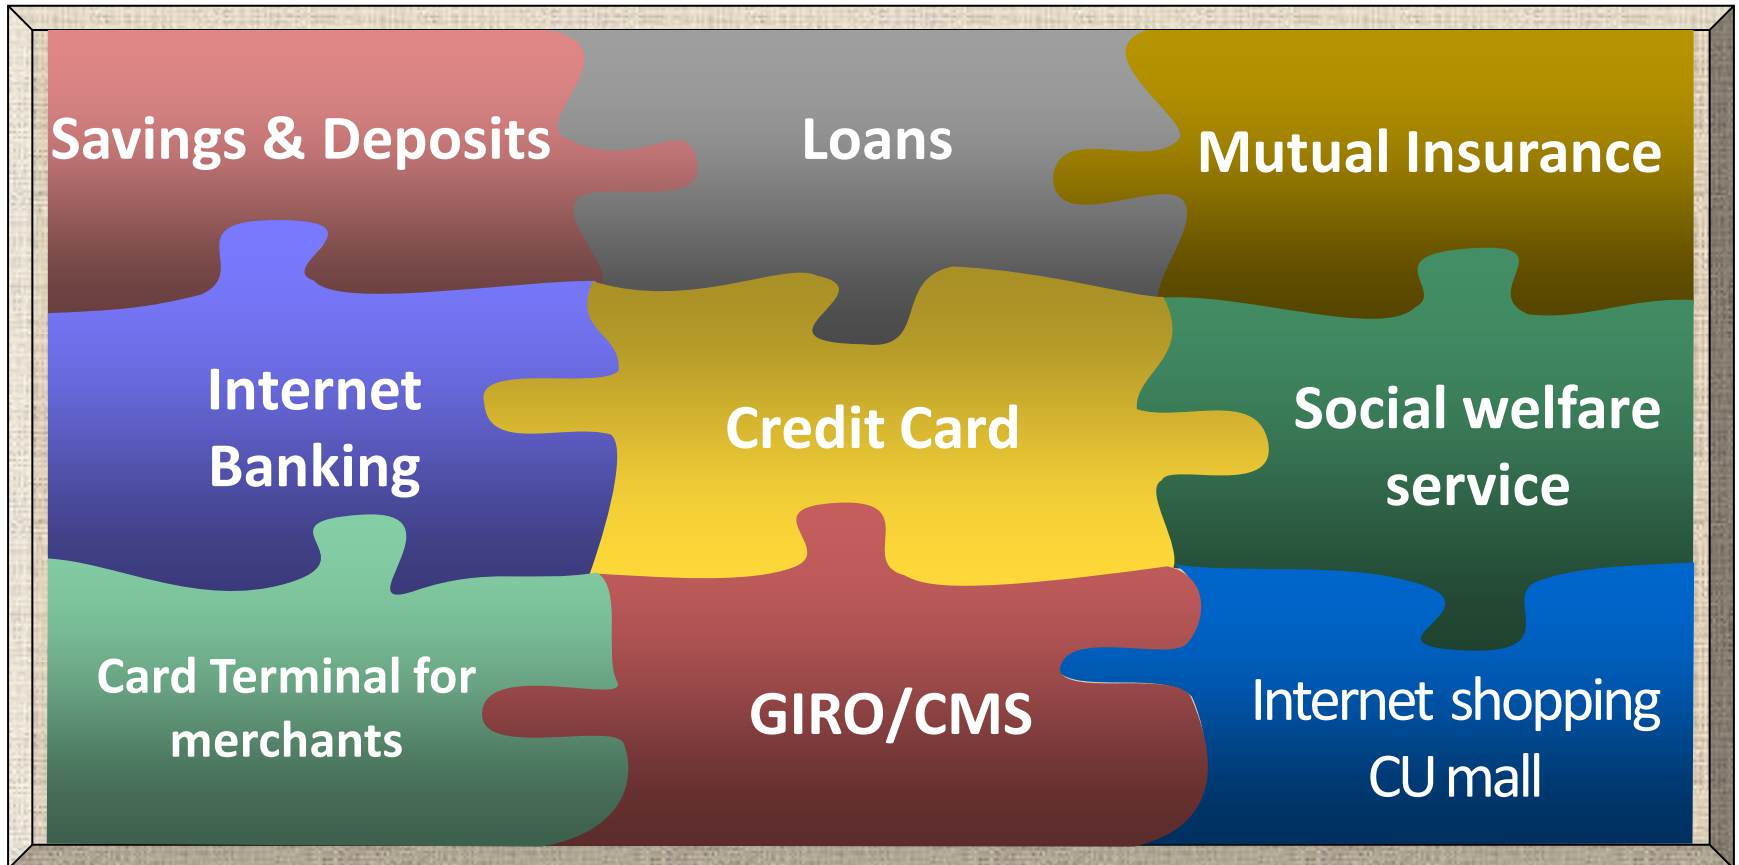 Savings & Deposits
Loans
Mutual Insurance
Internet
Banking
Credit Card
Social welfare
service
Card Terminal for
merchants
GIRO/CMS
Internet shopping
CU mall